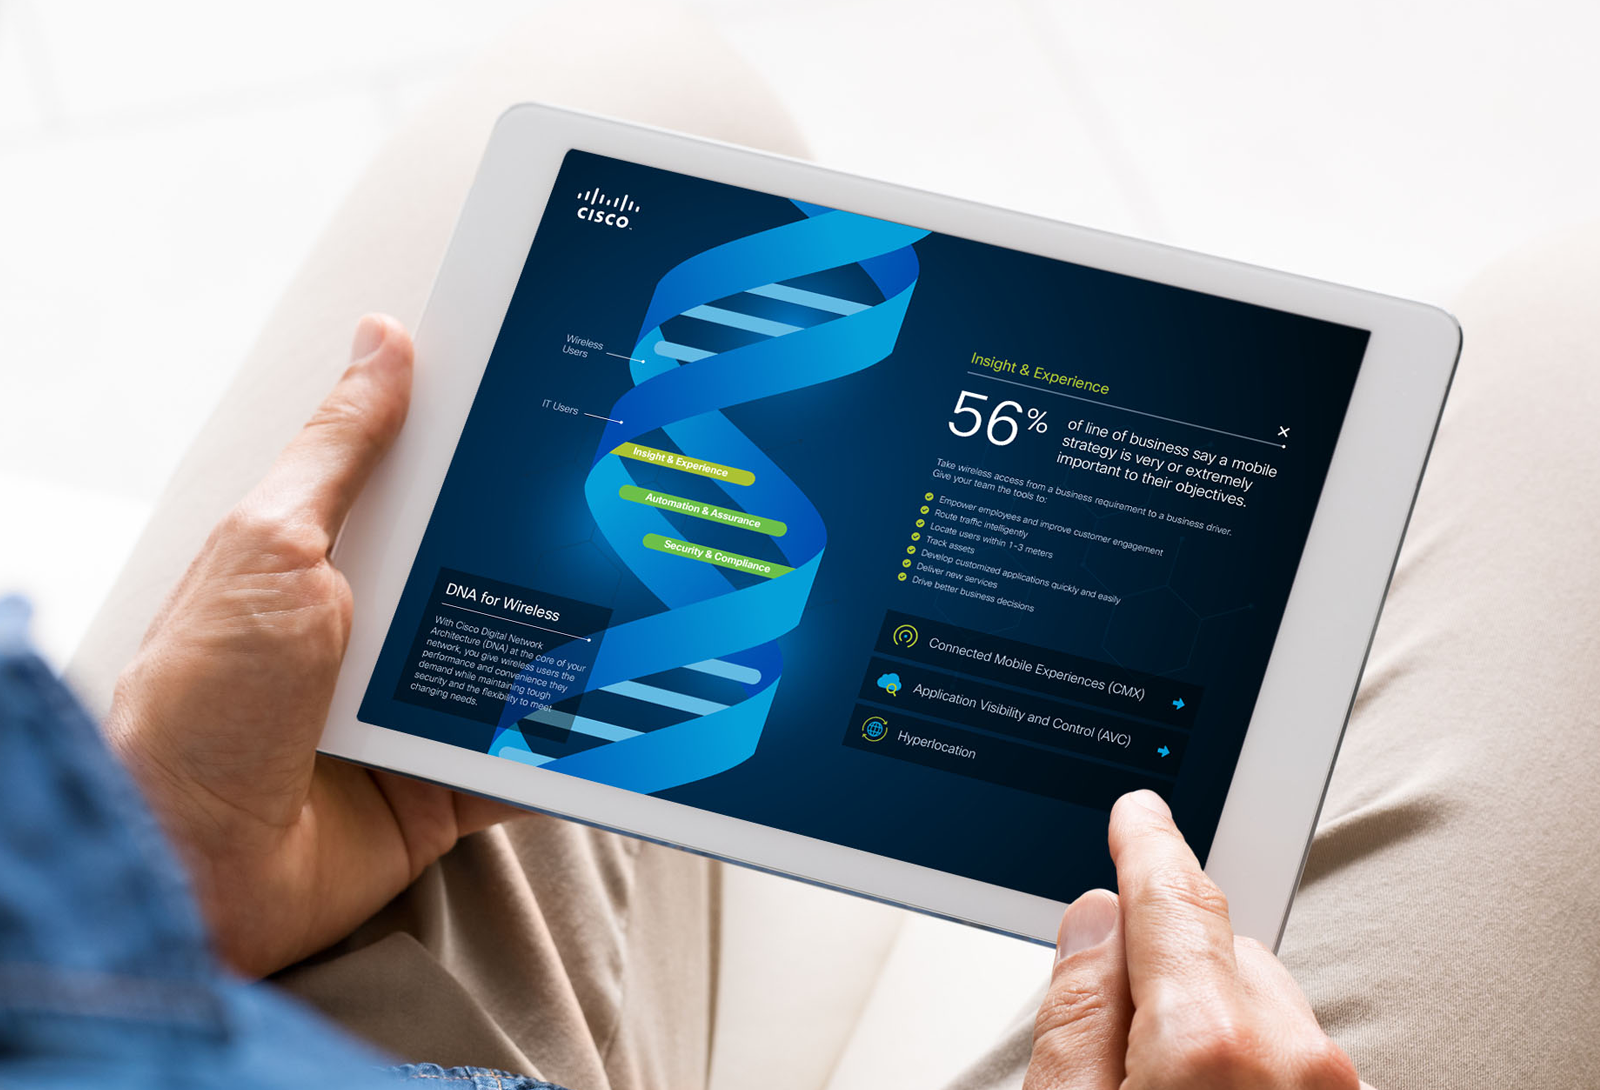 CISCO
Wireless
Users
IT Users
Insight & Experience
Automation & Assurance
Security & Compliance
DNA for Wireless
With Cisco Digital Network
Architecture (DNA) at the core of your
network, you give wireless users the
performance and convenience they
demand while maintaining tough
security and the flexibility to meet
changing needs.
Insight & Experience
56%
of line of business say a mobile
strategy is very or extremely
important to their objectives.
Take wireless access from a business requirement to a business driver.
Give your team the tools to:
Empower employees and improve customer engagement
Route traffic intelligently
Locate users within 1-3 meters
Track assets
Develop customized applications quickly and easily
Deliver new services
Drive better business decisions
Connected Mobile Experiences (CMX)
Application Visibility and Control (AVC)
Hyperlocation